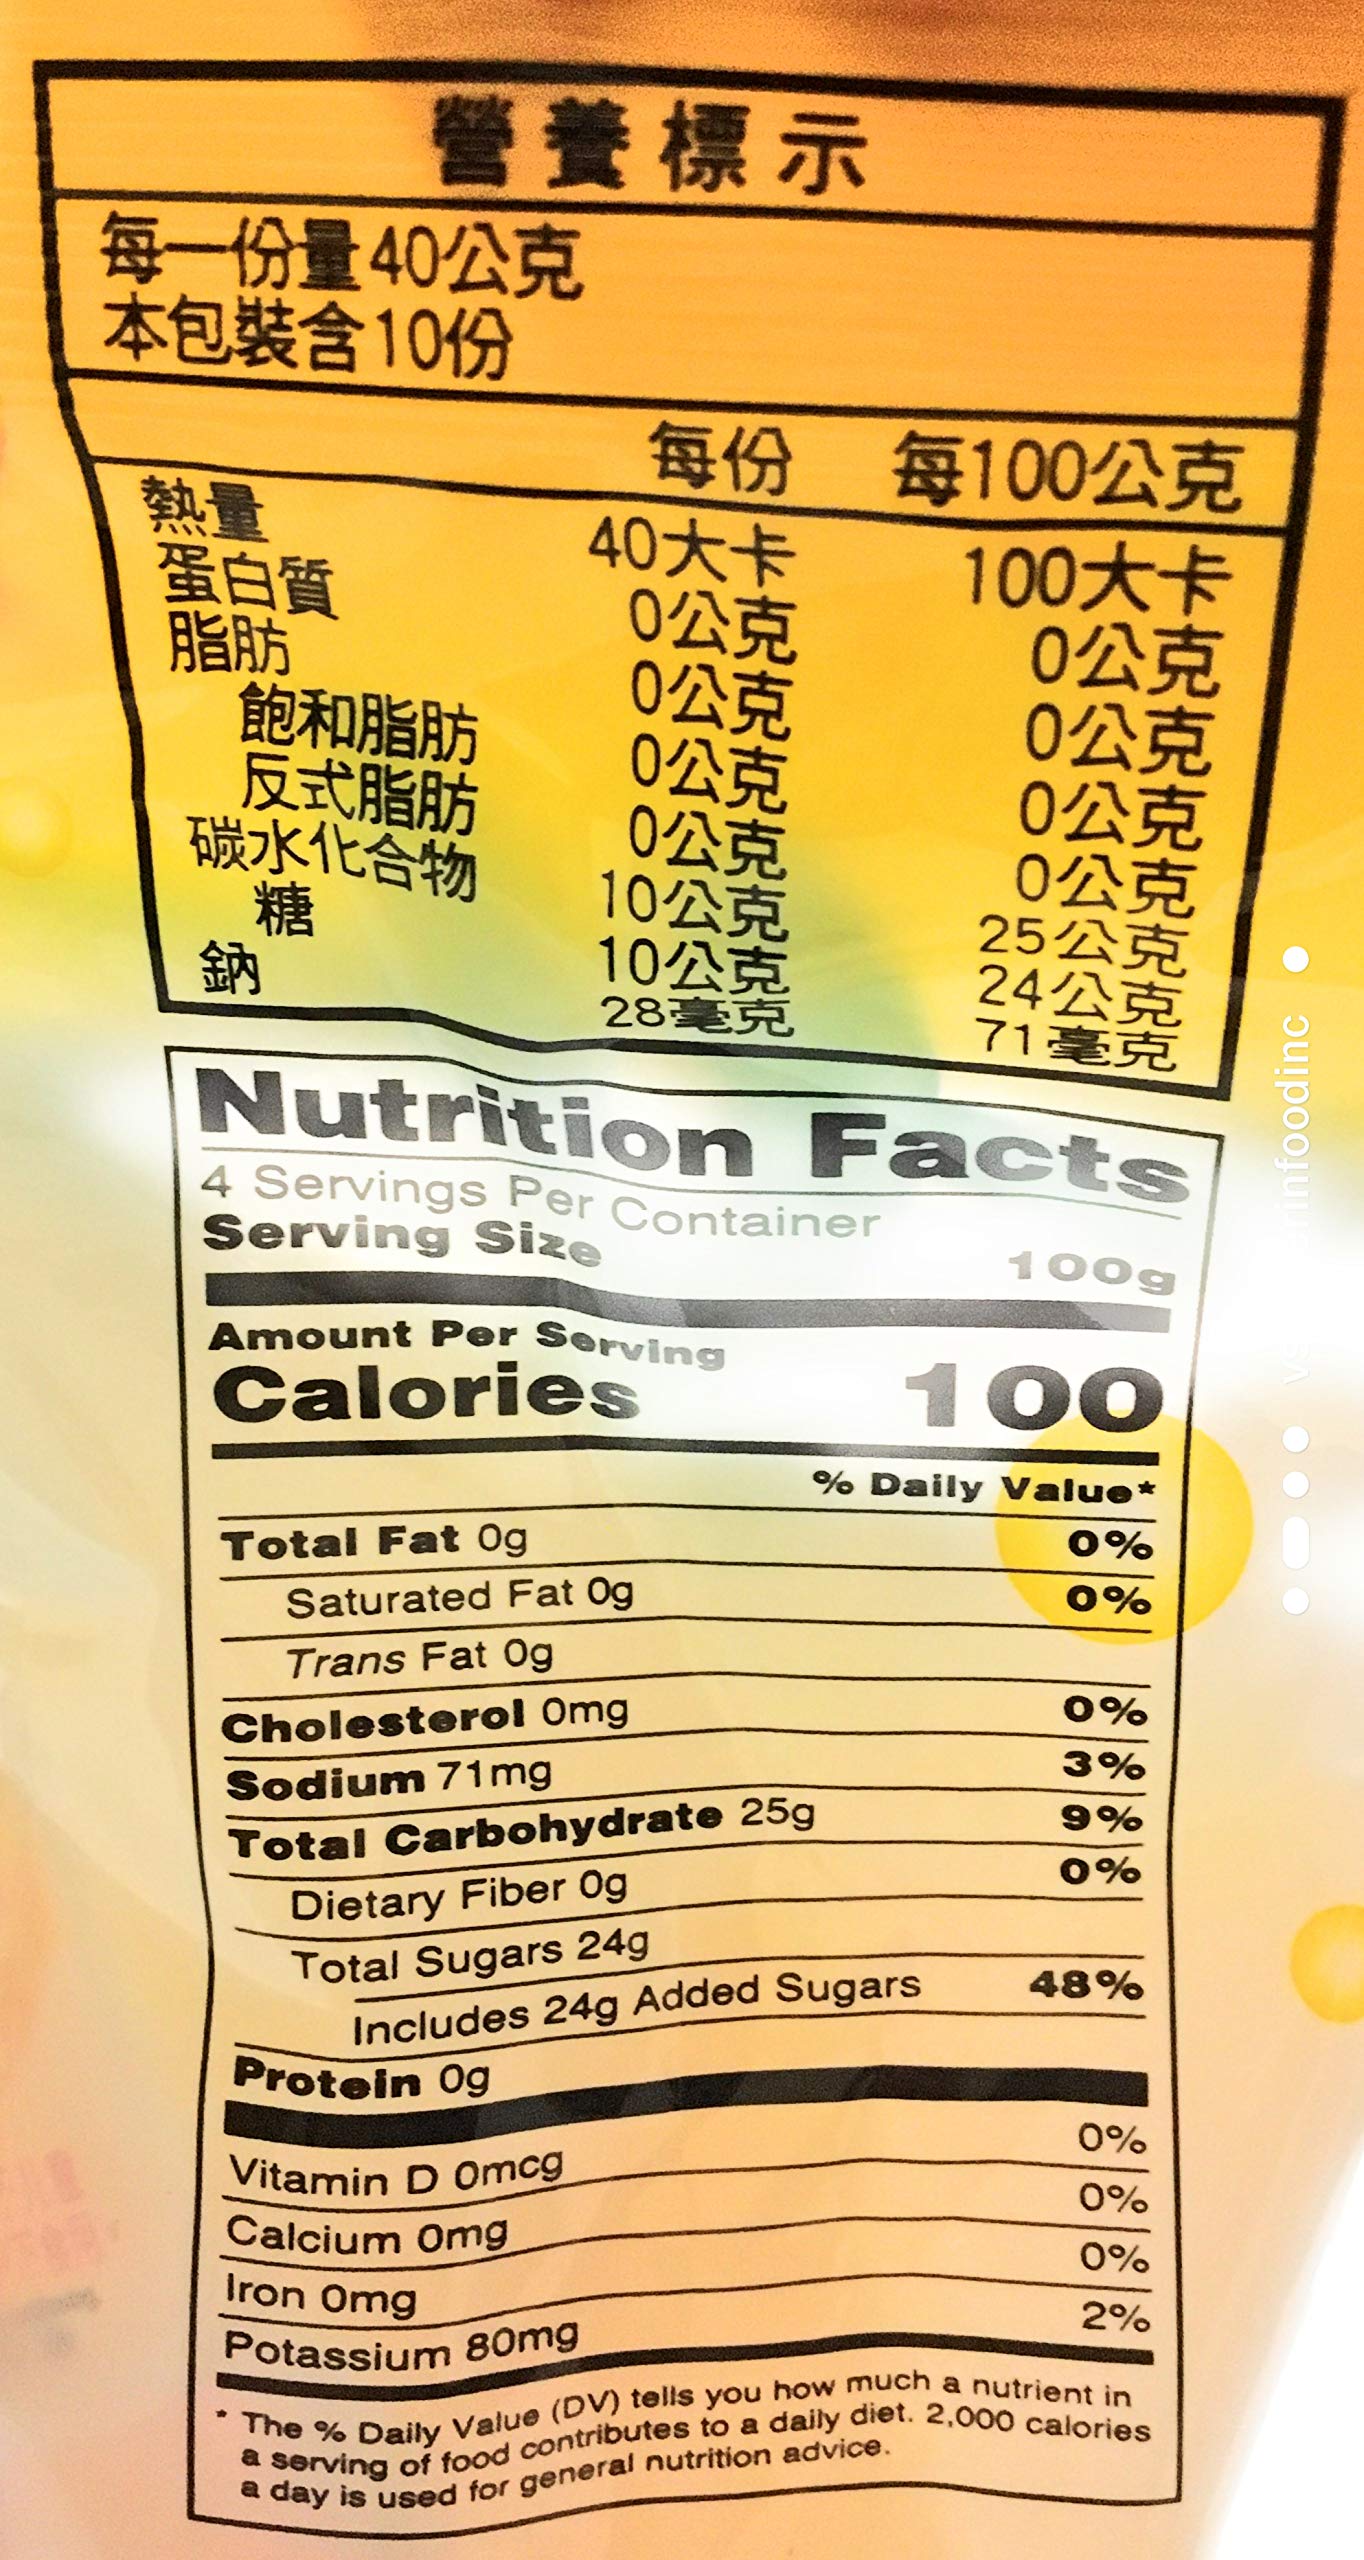 營養標示
每一份量40公克
本包裝含10份
每份 每100公克
熱量 40大卡 100大卡
蛋白質 0公克 0公克
脂肪 0公克 0公克
飽和脂肪 0公克 0公克
反式脂肪 0公克 0公克
碳水化合物 10公克 25公克
糖 10公克 24公克
鈉 28毫克 71毫克
Nutrition Facts
4 Servings Per Container
Serving Size 100g
Amount Per Serving
Calories 100
% Daily Value*
Total Fat 0g 0%
Saturated Fat 0g 0%
Trans Fat 0g
Cholesterol 0mg 0%
Sodium 71mg 3%
Total Carbohydrate 25g 9%
Dietary Fiber 0g 0%
Total Sugars 24g
Includes 24g Added Sugars 48%
Protein 0g
Vitamin D 0mcg 0%
Calcium 0mg 0%
Iron 0mg 0%
Potassium 80mg 2%
* The % Daily Value (DV) tells you how much a nutrient in
a serving of food contributes to a daily diet. 2,000 calories
a day is used for general nutrition advice.